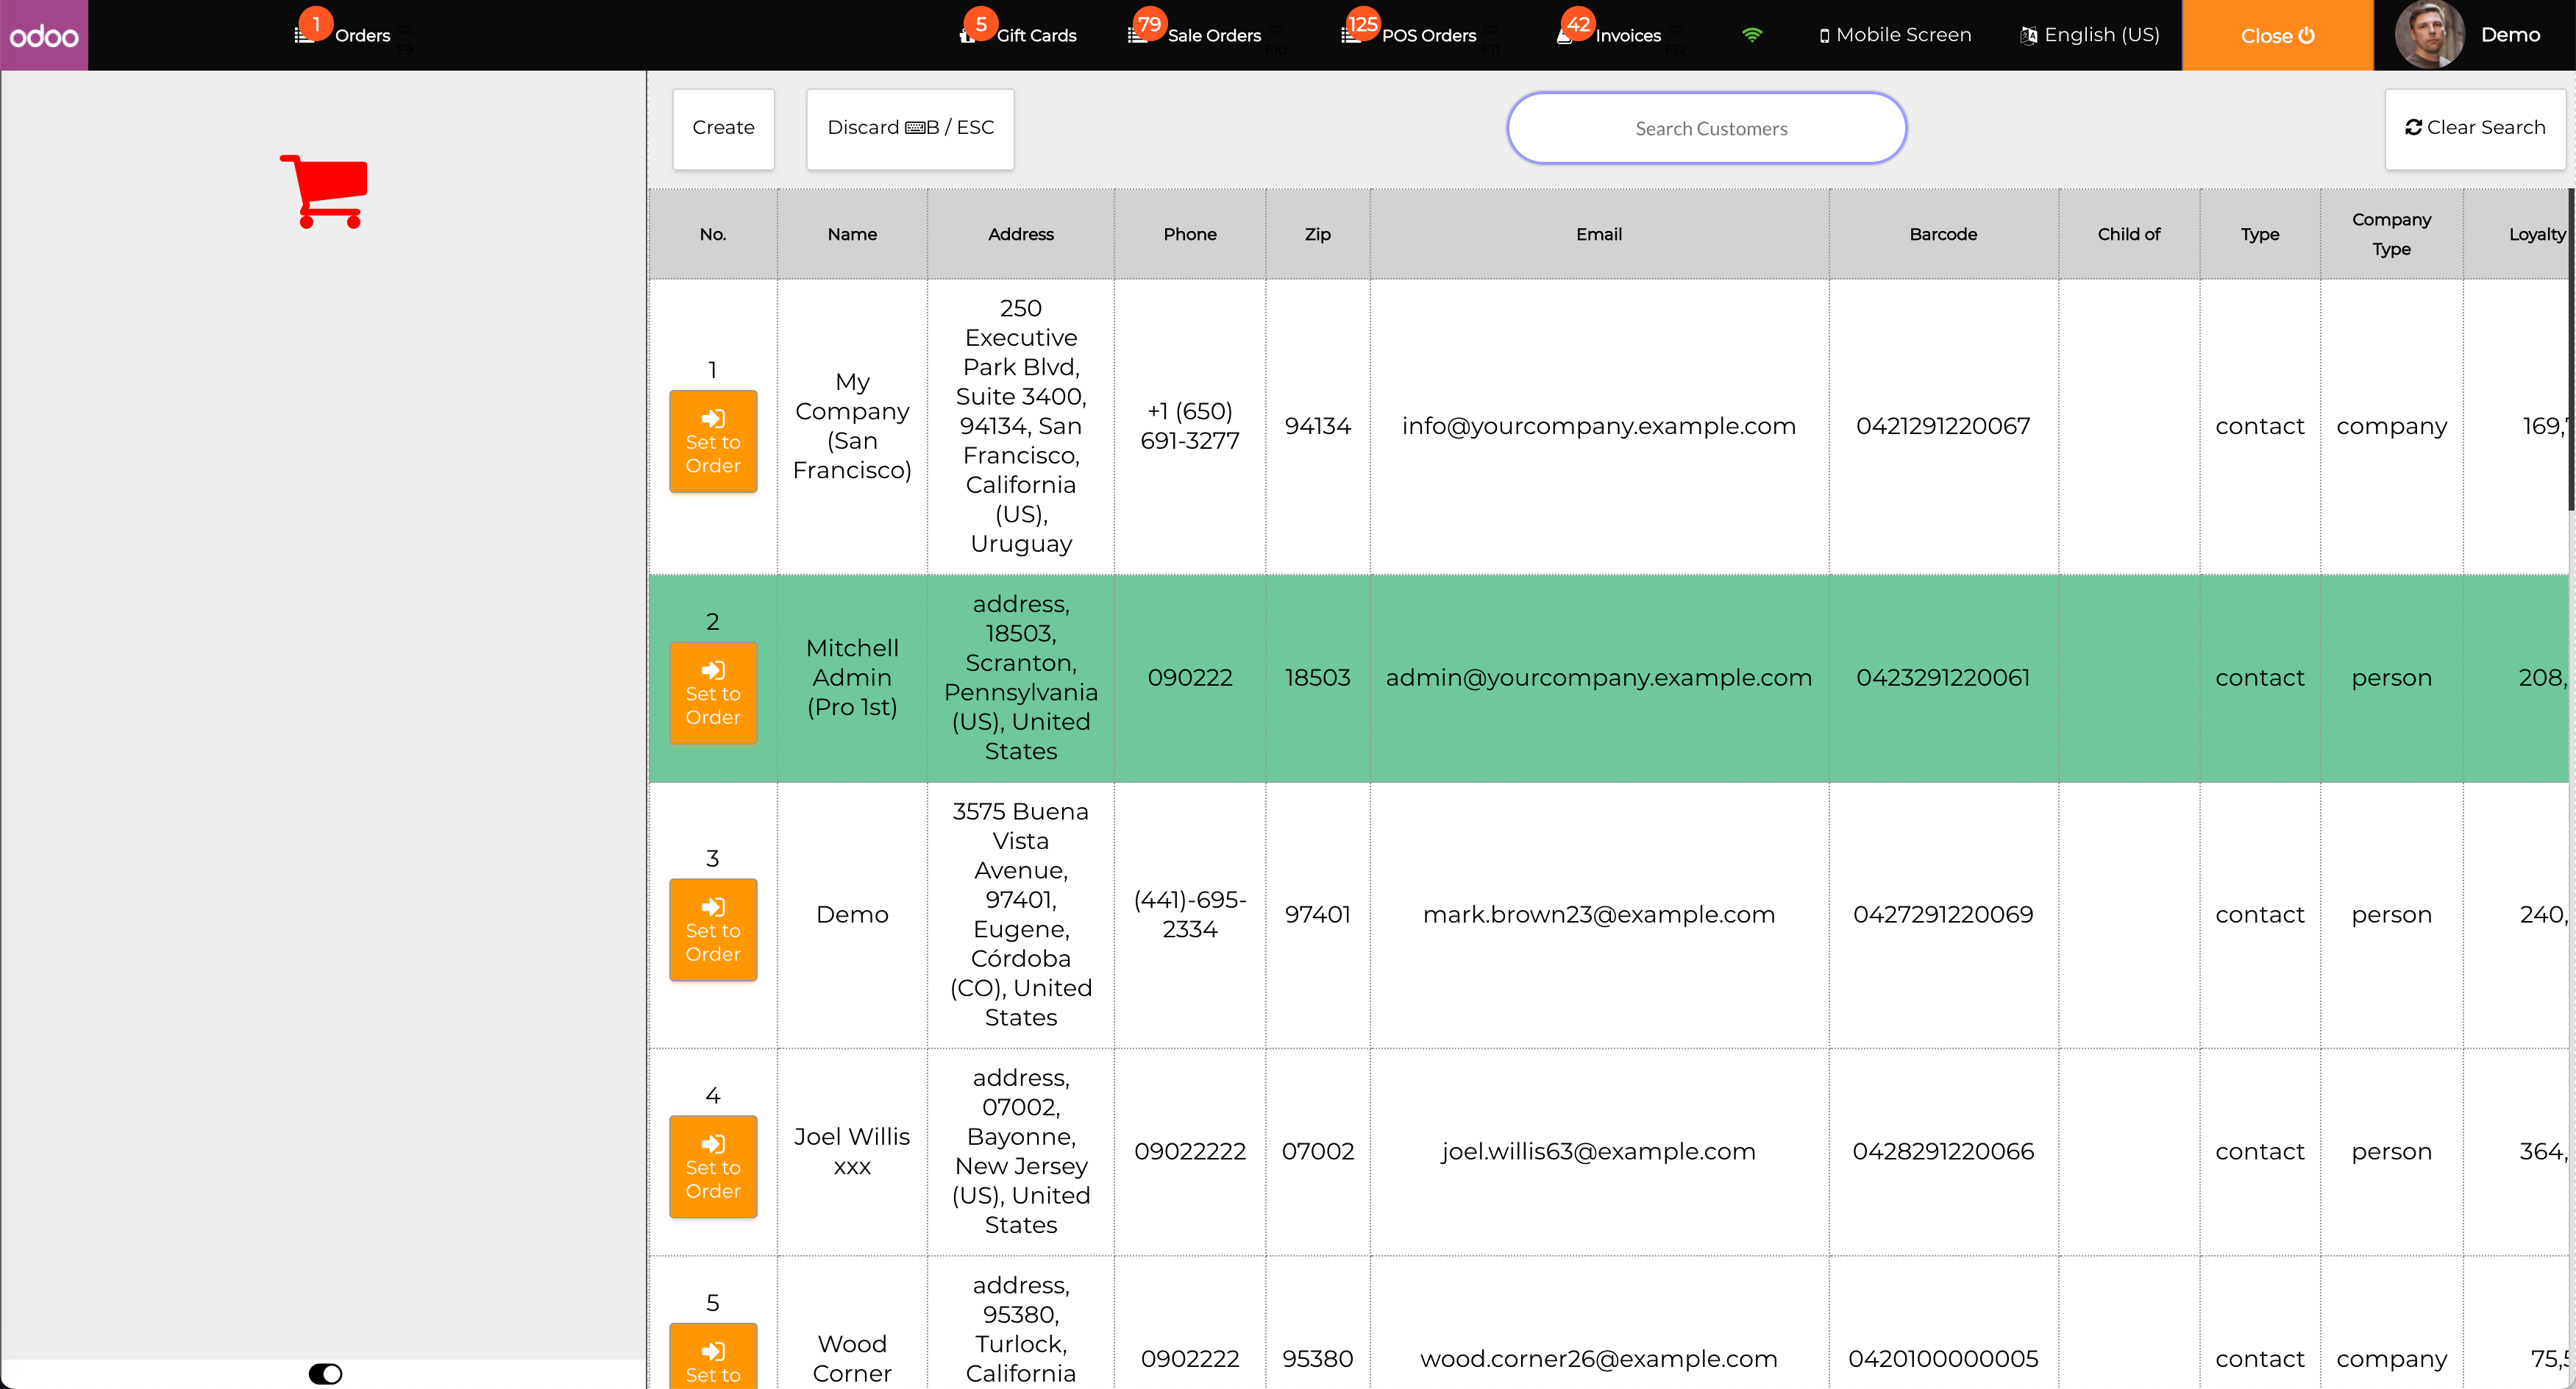 odoo
1 Orders F9
5 Gift Cards
79 Sale Orders F10
125 POS Orders F11
42 Invoices F12
Mobile Screen
English (US)
Close
Demo
Create
Discard B / ESC
Search Customers
Clear Search
No. Name Address Phone Zip Email Barcode Child of Type Company Type Loyalty
1
Set to
Order
My
Company
(San
Francisco)
250
Executive
Park Blvd,
Suite 3400,
94134, San
Francisco,
California
(US),
Uruguay
+1 (650)
691-3277
94134
info@yourcompany.example.com
0421291220067
contact
company
169,
2
Set to
Order
Mitchell
Admin
(Pro 1st)
address,
18503,
Scranton,
Pennsylvania
(US), United
States
090222
18503
admin@yourcompany.example.com
0423291220061
contact
person
208,
3
Set to
Order
Demo
3575 Buena
Vista
Avenue,
97401,
Eugene,
Córdoba
(CO), United
States
(441)-695-
2334
97401
mark.brown23@example.com
0427291220069
contact
person
240,
4
Set to
Order
Joel Willis
xxx
address,
07002,
Bayonne,
New Jersey
(US), United
States
09022222
07002
joel.willis63@example.com
0428291220066
contact
person
364,
5
Set to
Wood
Corner
address,
95380,
Turlock,
California
0902222
95380
wood.corner26@example.com
0420100000005
contact
company
75,